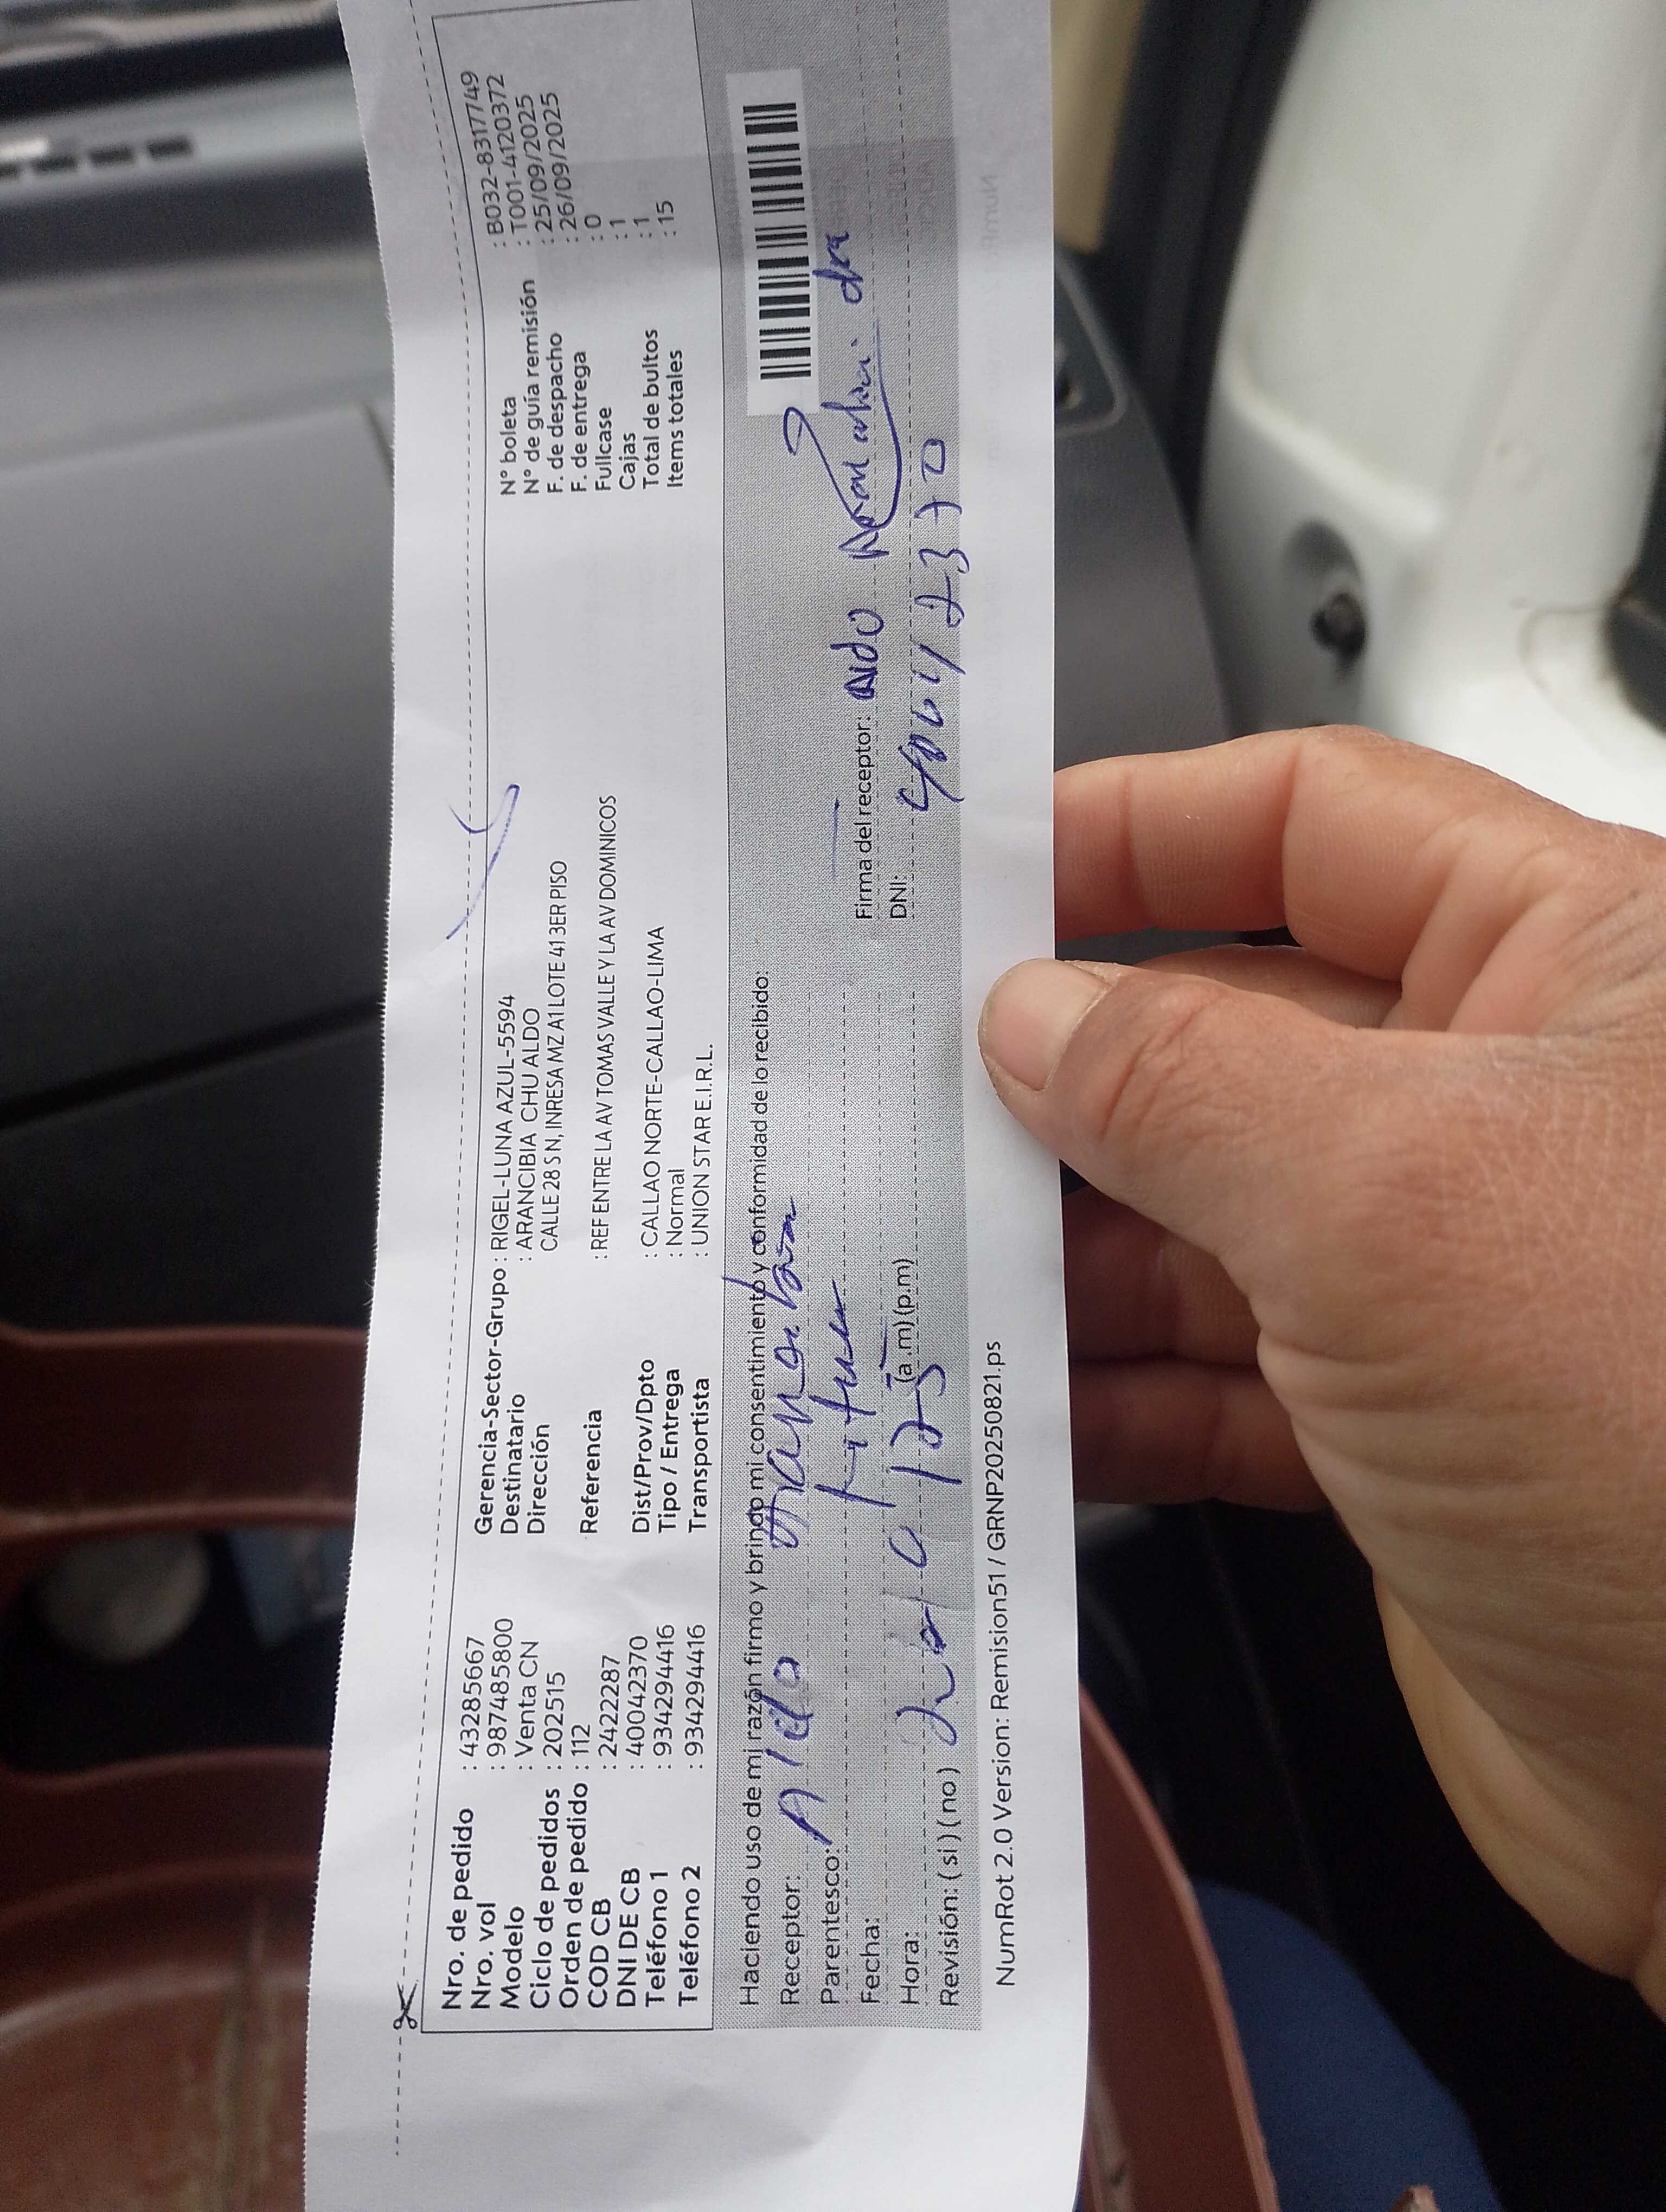 Nro. de pedido : 43285667
Nro. vol : 987485800
Modelo : Venta CN
Ciclo de pedidos : 202515
Orden de pedido : 112
COD CB : 2422287
DNI DE CB : 40042370
Teléfono 1 : 934294416
Teléfono 2 : 934294416
Gerencia-Sector-Grupo : RIGEL-LUNA AZUL-5594
Destinatario : ARANCIBIA CHU ALDO
Dirección CALLE 28 S N, INRESA MZ A1 LOTE 41 3ER PISO
Referencia : REF ENTRE LA AV TOMAS VALLE Y LA AV DOMINICOS
Dist/Prov/Dpto : CALLAO NORTE-CALLAO-LIMA
Tipo / Entrega : Normal
Transportista : UNION STAR E.I.R.L.
N° boleta : B032-8317749
N° de guía remisión : T001-4120372
F. de despacho : 25/09/2025
F. de entrega : 26/09/2025
Fullcase : 0
Cajas : 1
Total de bultos : 1
Items totales : 15
Haciendo uso de mi razón firmo y brindo mi consentimiento y conformidad de lo recibido:
Receptor: Aldo
Parentesco:
Fecha:
Hora: (a.m) (p.m)
Revisión: ( si ) ( no )
Firma del receptor: Aldo
DNI:
NumRot 2.0 Version: Remision51 / GRNP20250821.ps